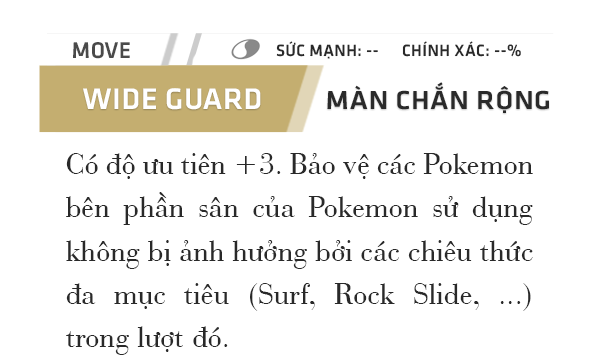 MOVE SỨC MẠNH: -- CHÍNH XÁC: --%
WIDE GUARD MÀN CHẮN RỘNG
Có độ ưu tiên +3. Bảo vệ các Pokemon
bên phần sân của Pokemon sử dụng
không bị ảnh hưởng bởi các chiêu thức
đa mục tiêu (Surf, Rock Slide, ...)
trong lượt đó.